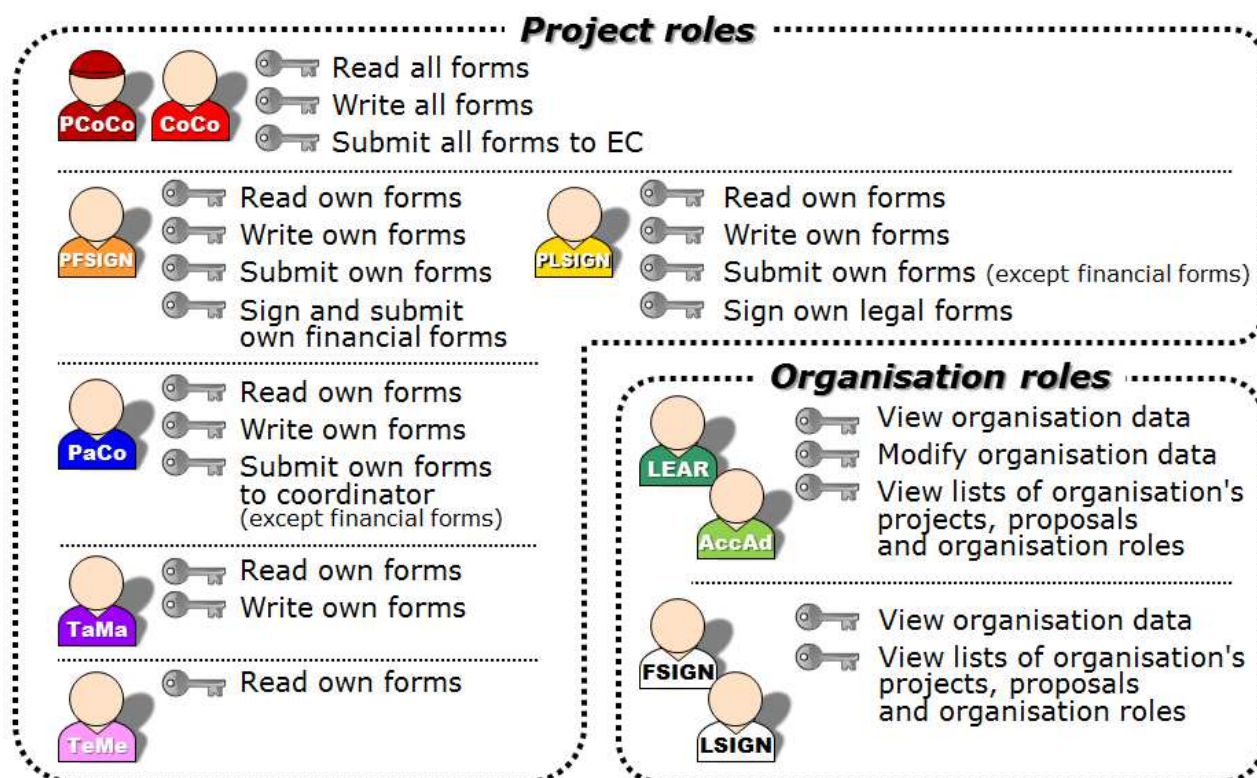 Project roles
PCoCo
CoCo
Read all forms
Write all forms
Submit all forms to EC
PFSIGN
Read own forms
Write own forms
Submit own forms
Sign and submit
own financial forms
PLSIGN
Read own forms
Write own forms
Submit own forms (except financial forms)
Sign own legal forms
PaCo
Read own forms
Write own forms
Submit own forms
to coordinator
(except financial forms)
TaMa
Read own forms
Write own forms
TeMe
Read own forms
Organisation roles
LEAR
AccAd
View organisation data
Modify organisation data
View lists of organisation's
projects, proposals
and organisation roles
FSIGN
LSIGN
View organisation data
View lists of organisation's
projects, proposals
and organisation roles